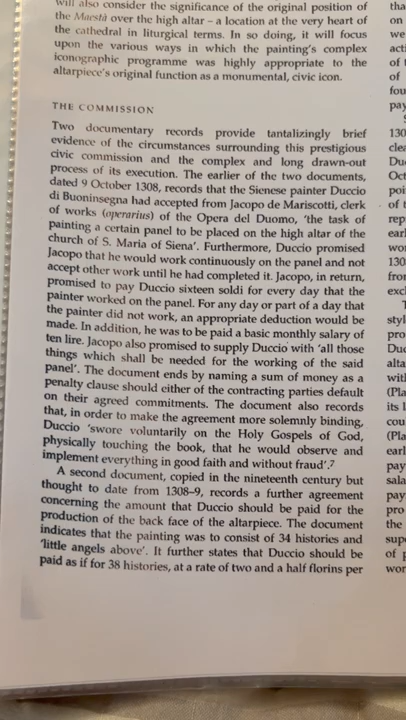 will also consider the significance of the original position of
the Maestà over the high altar – a location at the very heart of
the cathedral in liturgical terms. In so doing, it will focus
upon the various ways in which the painting's complex
iconographic programme was highly appropriate to the
altarpiece's original function as a monumental, civic icon.
THE COMMISSION
Two documentary records provide tantalizingly brief
evidence of the circumstances surrounding this prestigious
civic commission and the complex and long drawn-out
process of its execution. The earlier of the two documents,
dated 9 October 1308, records that the Sienese painter Duccio
di Buoninsegna had accepted from Jacopo de Mariscotti, clerk
of works (operarius) of the Opera del Duomo, 'the task of
painting a certain panel to be placed on the high altar of the
church of S. Maria of Siena'. Furthermore, Duccio promised
Jacopo that he would work continuously on the panel and not
accept other work until he had completed it. Jacopo, in return,
promised to pay Duccio sixteen soldi for every day that the
painter worked on the panel. For any day or part of a day that
the painter did not work, an appropriate deduction would be
made. In addition, he was to be paid a basic monthly salary of
ten lire. Jacopo also promised to supply Duccio with 'all those
things which shall be needed for the working of the said
panel'. The document ends by naming a sum of money as a
penalty clause should either of the contracting parties default
on their agreed commitments. The document also records
that, in order to make the agreement more solemnly binding,
Duccio 'swore voluntarily on the Holy Gospels of God,
physically touching the book, that he would observe and
implement everything in good faith and without fraud'.7
A second document, copied in the nineteenth century but
thought to date from 1308–9, records a further agreement
concerning the amount that Duccio should be paid for the
production of the back face of the altarpiece. The document
indicates that the painting was to consist of 34 histories and
'little angels above'. It further states that Duccio should be
paid as if for 38 histories, at a rate of two and a half florins per